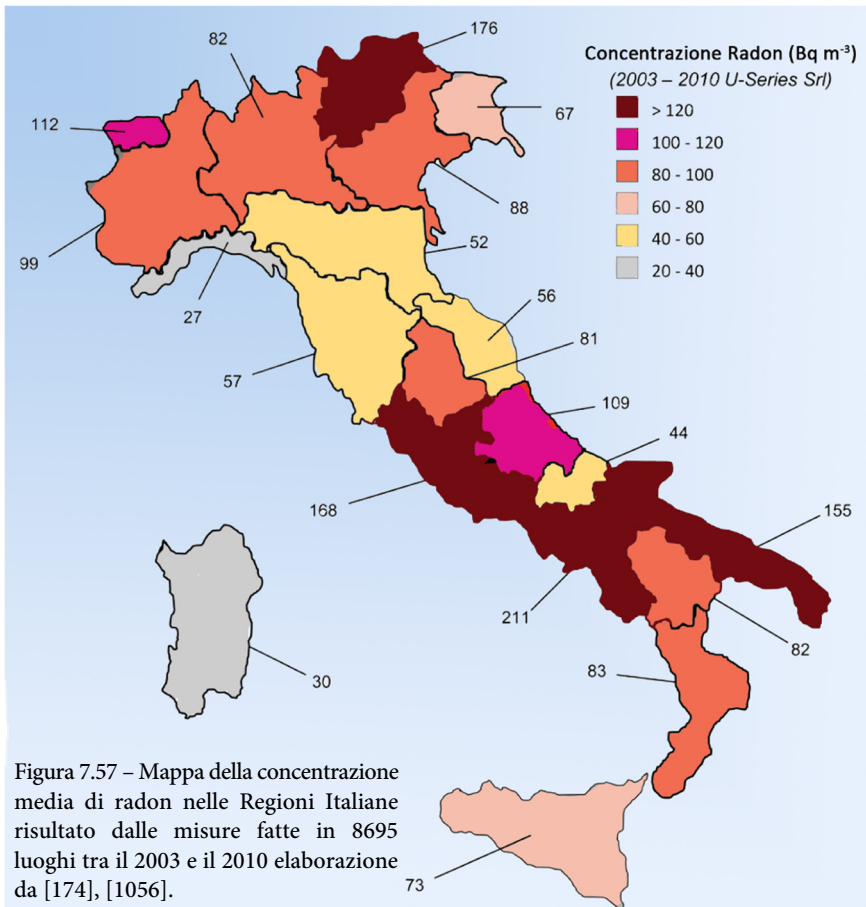 176
82
112
67
88
99
27
52
56
57
81
109
44
168
155
211
82
83
30
73
Concentrazione Radon (Bq m⁻³)
(2003 – 2010 U-Series Srl)
> 120
100 - 120
80 - 100
60 - 80
40 - 60
20 - 40
Figura 7.57 – Mappa della concentrazione
media di radon nelle Regioni Italiane
risultato dalle misure fatte in 8695
luoghi tra il 2003 e il 2010 elaborazione
da [174], [1056].